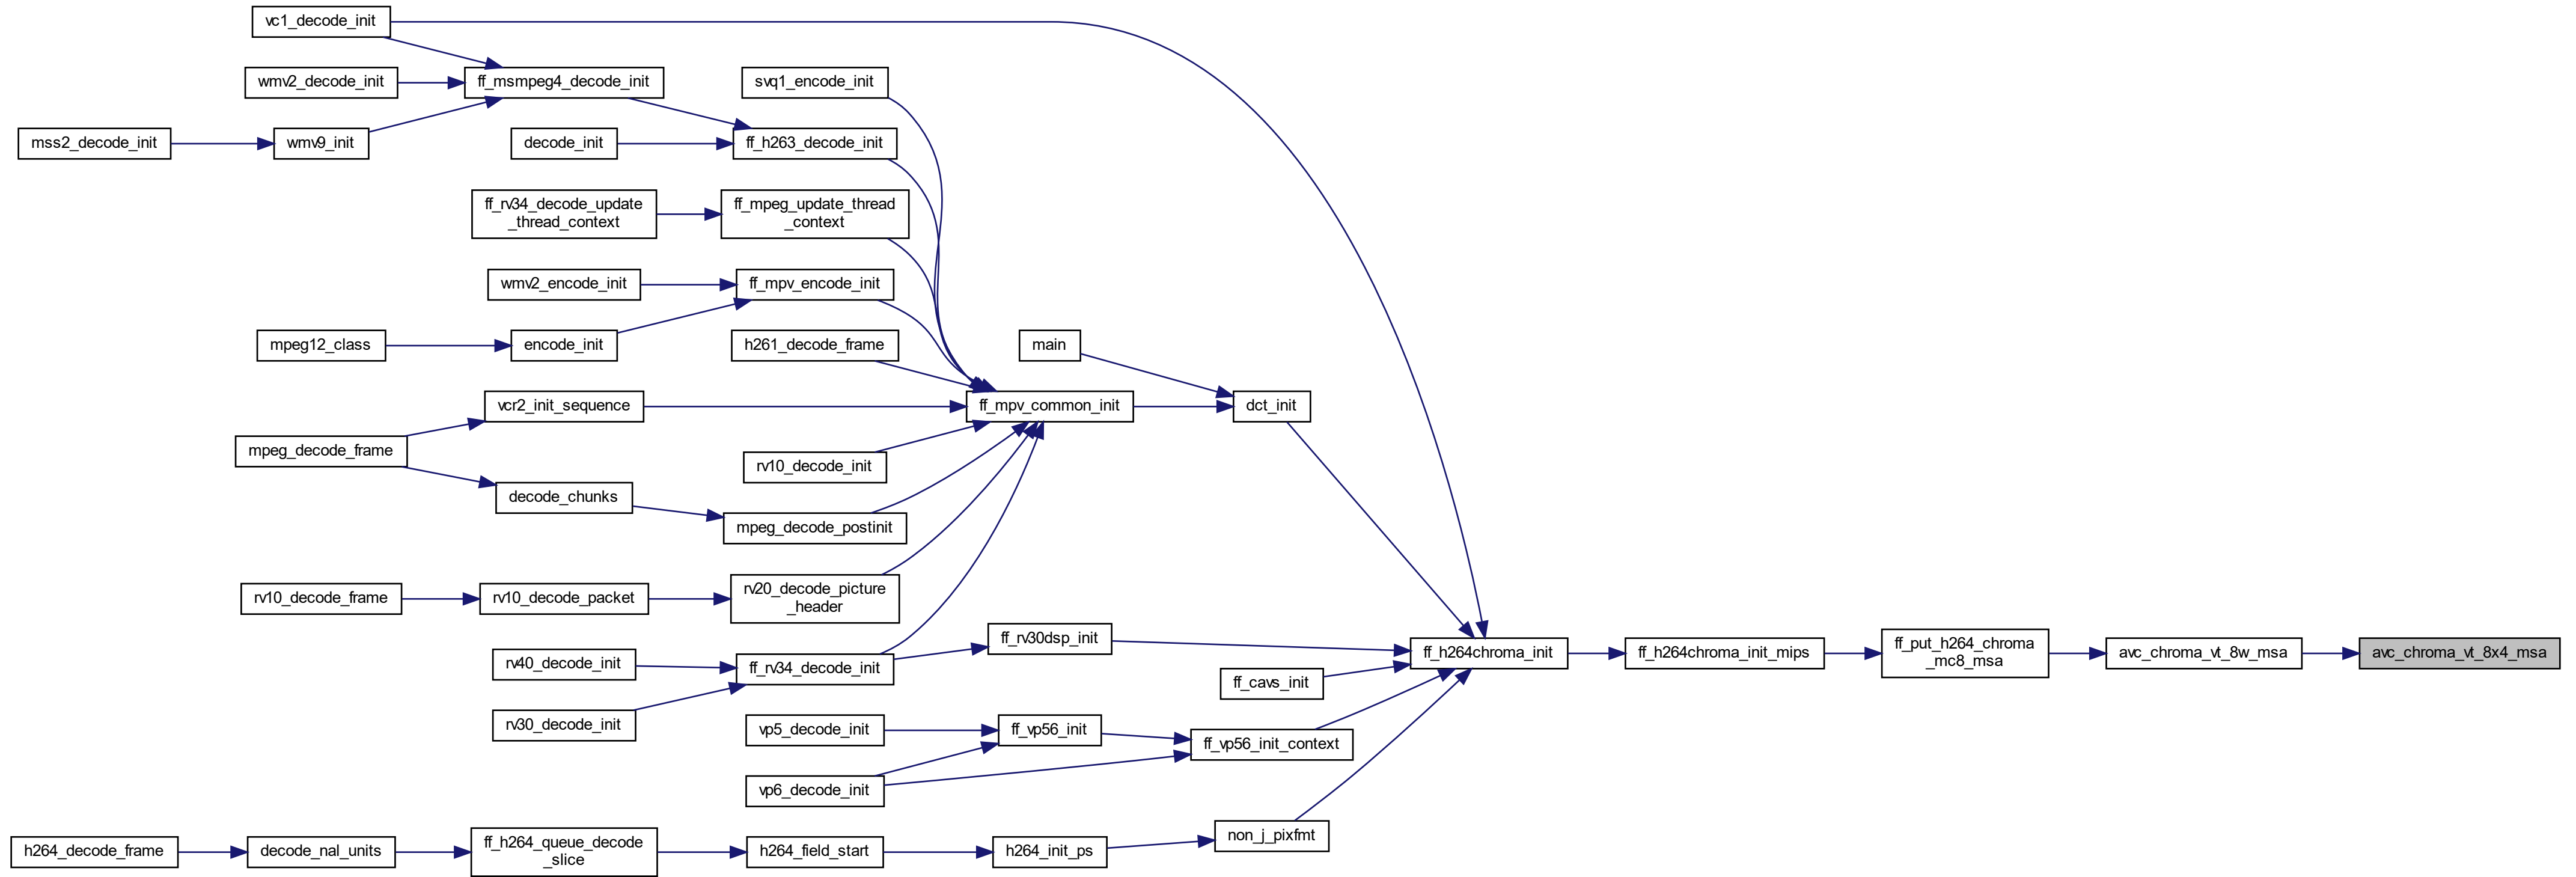 vc1_decode_init
wmv2_decode_init
ff_msmpeg4_decode_init
svq1_encode_init
mss2_decode_init
wmv9_init
decode_init
ff_h263_decode_init
ff_rv34_decode_update
_thread_context
ff_mpeg_update_thread
_context
wmv2_encode_init
ff_mpv_encode_init
mpeg12_class
encode_init
h261_decode_frame
main
vcr2_init_sequence
ff_mpv_common_init
dct_init
mpeg_decode_frame
rv10_decode_init
decode_chunks
mpeg_decode_postinit
rv10_decode_frame
rv10_decode_packet
rv20_decode_picture
_header
ff_rv30dsp_init
rv40_decode_init
ff_rv34_decode_init
ff_h264chroma_init
ff_h264chroma_init_mips
ff_put_h264_chroma
_mc8_msa
avc_chroma_vt_8w_msa
avc_chroma_vt_8x4_msa
ff_cavs_init
rv30_decode_init
vp5_decode_init
ff_vp56_init
ff_vp56_init_context
vp6_decode_init
non_j_pixfmt
h264_decode_frame
decode_nal_units
ff_h264_queue_decode
_slice
h264_field_start
h264_init_ps